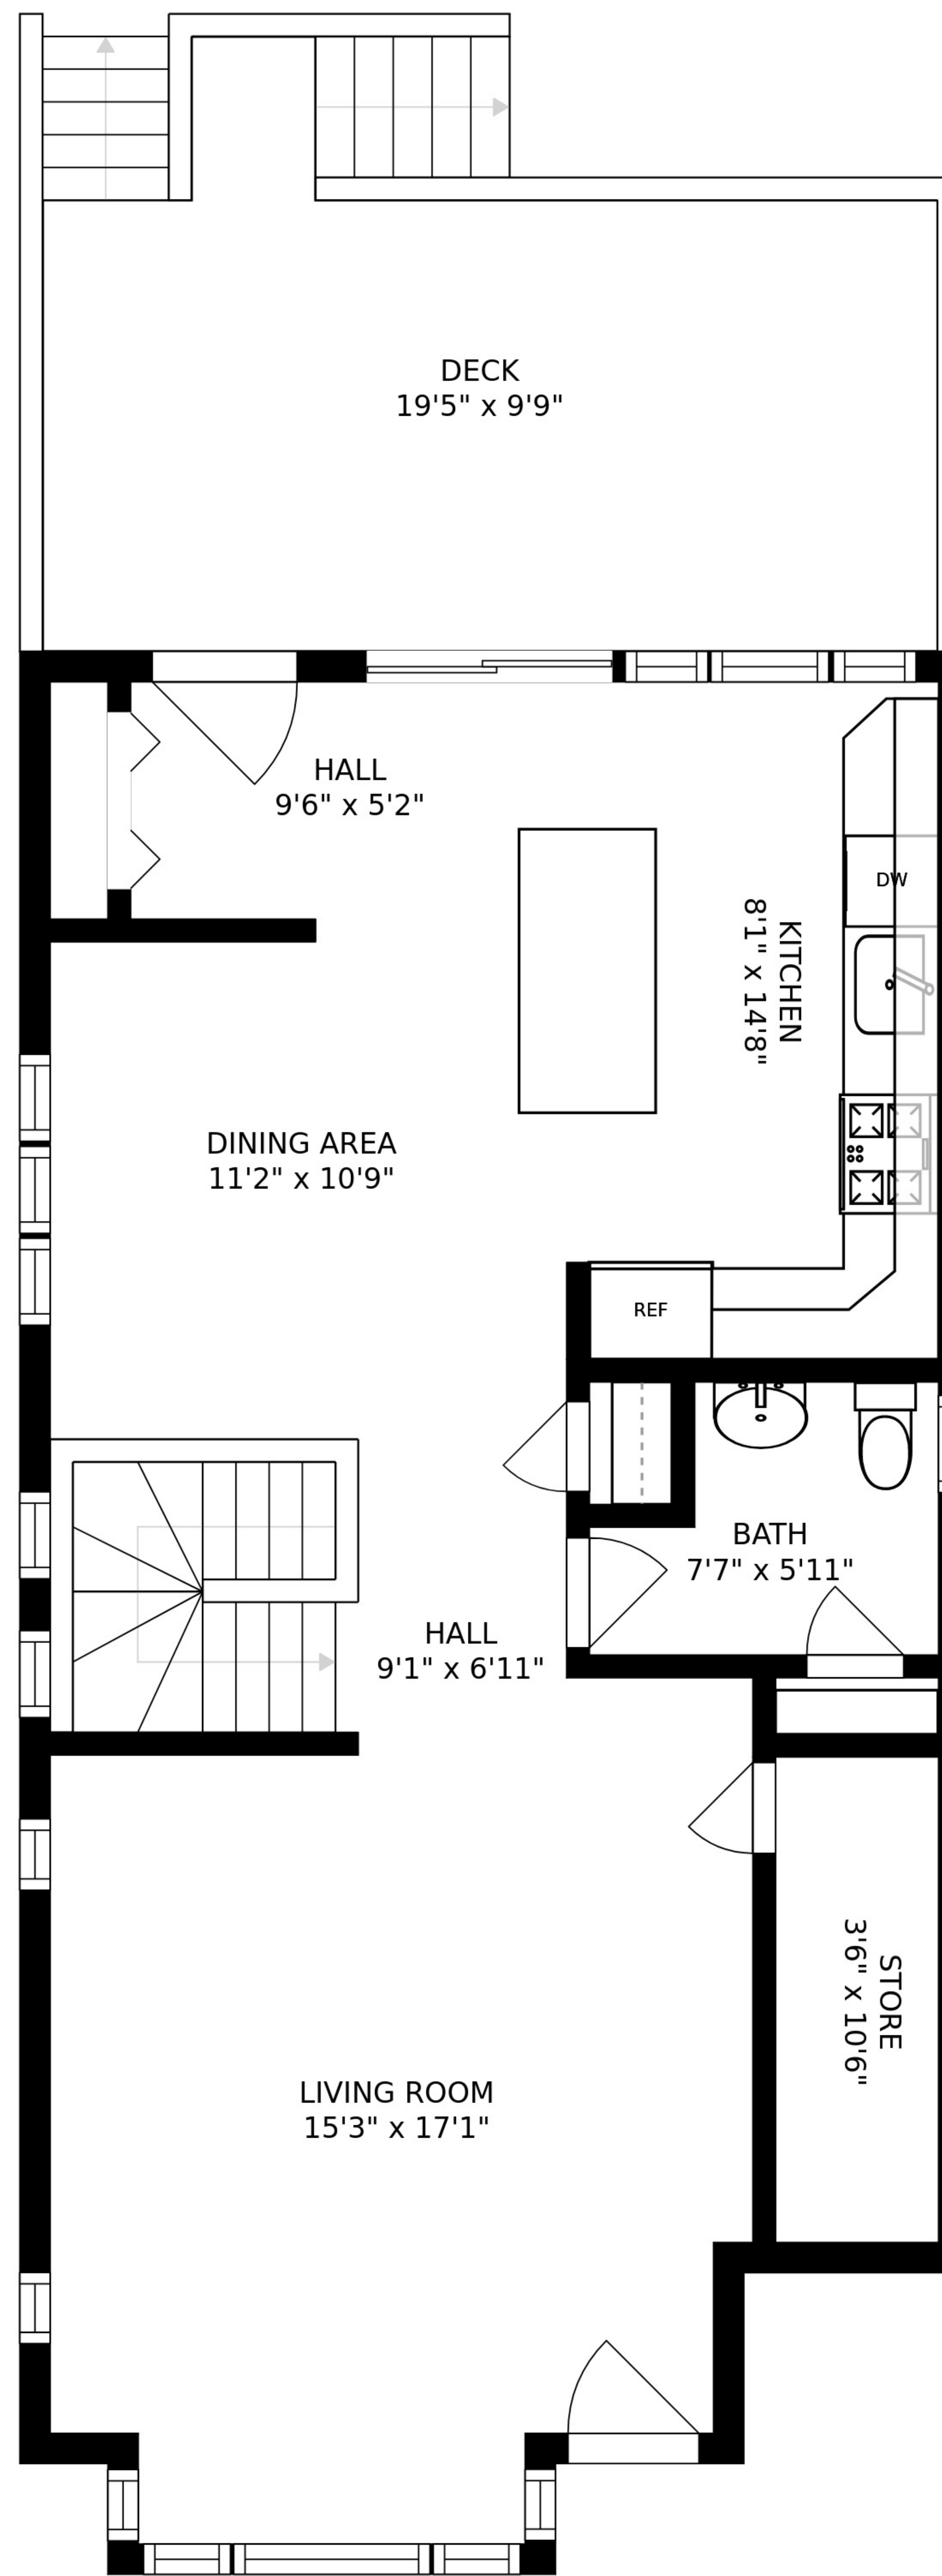 DECK
19'5" x 9'9"
HALL
9'6" x 5'2"
DW
KITCHEN
8'1" x 14'8"
DINING AREA
11'2" x 10'9"
REF
BATH
7'7" x 5'11"
HALL
9'1" x 6'11"
STORE
3'6" x 10'6"
LIVING ROOM
15'3" x 17'1"